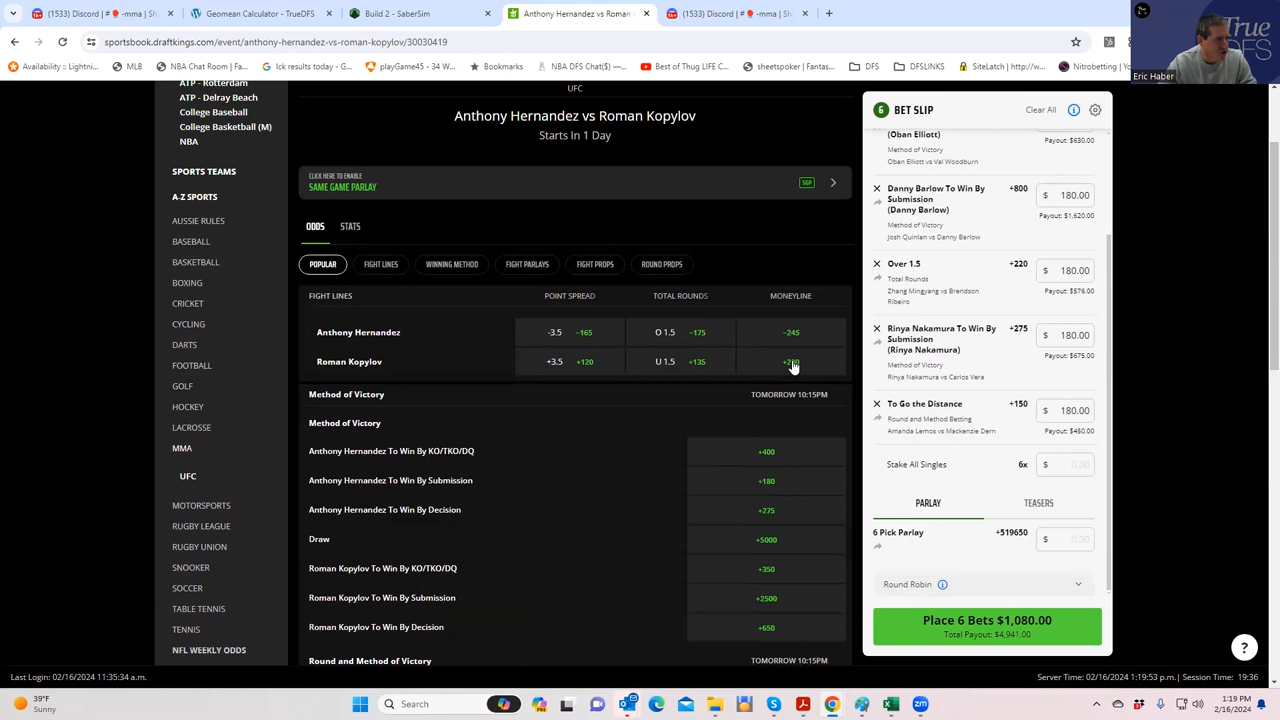 (1533) Discord | # 🥊 -mma | S
Geomean Calculator - TrueDFS
Build 2 - SaberSim
Anthony Hernandez vs Roman K
(1533) Discord | # 🥊 -mma | S
sportsbook.draftkings.com/event/anthony-hernandez-vs-roman-kopylov/30030419
Availability :: Lightni...
MLB
NBA Chat Room | Fa...
Ick results today - G...
playGame45 - 34 W...
NBA DFS Chat($) —...
Best of Thug LIFE C...
sheetspoker | Fanta...
DFS
DFSLINKS
SiteLatch | http://w...
Nitrobetting | Your...
True
DFS
Eric Haber
ATP - Rotterdam
ATP - Delray Beach
College Baseball
College Basketball (M)
NBA
SPORTS TEAMS
A-Z SPORTS
AUSSIE RULES
BASEBALL
BASKETBALL
BOXING
CRICKET
CYCLING
DARTS
FOOTBALL
GOLF
HOCKEY
LACROSSE
MMA
UFC
MOTORSPORTS
RUGBY LEAGUE
RUGBY UNION
SNOOKER
SOCCER
TABLE TENNIS
TENNIS
NFL WEEKLY ODDS
UFC
Anthony Hernandez vs Roman Kopylov
Starts In 1 Day
CLICK HERE TO ENABLE
SAME GAME PARLAY
SGP
ODDS STATS
POPULAR FIGHT LINES WINNING METHOD FIGHT PARLAYS FIGHT PROPS ROUND PROPS
FIGHT LINES POINT SPREAD TOTAL ROUNDS MONEYLINE
Anthony Hernandez -3.5 −165 O 1.5 −175 −245
Roman Kopylov +3.5 +120 U 1.5 +135
Method of Victory TOMORROW 10:15PM
Method of Victory
Anthony Hernandez To Win By KO/TKO/DQ +400
Anthony Hernandez To Win By Submission +180
Anthony Hernandez To Win By Decision +275
Draw +5000
Roman Kopylov To Win By KO/TKO/DQ +350
Roman Kopylov To Win By Submission +2500
Roman Kopylov To Win By Decision +650
Round and Method of Victory TOMORROW 10:15PM
6 BET SLIP Clear All
(Oban Elliott) Payout: $630.00
Method of Victory
Oban Elliott vs Val Woodburn
Danny Barlow To Win By +800 $ 180.00
Submission
(Danny Barlow) Payout: $1,620.00
Method of Victory
Josh Quinlan vs Danny Barlow
Over 1.5 +220 $ 180.00
Total Rounds
Zhang Mingyang vs Brendson Payout: $576.00
Ribeiro
Rinya Nakamura To Win By +275 $ 180.00
Submission
(Rinya Nakamura) Payout: $675.00
Method of Victory
Rinya Nakamura vs Carlos Vera
To Go the Distance +150 $ 180.00
Round and Method Betting
Amanda Lemos vs Mackenzie Dern Payout: $450.00
Stake All Singles 6x $ 0.00
PARLAY TEASERS
6 Pick Parlay +519650 $ 0.00
Round Robin
Place 6 Bets $1,080.00
Total Payout: $4,941.00
?
Last Login: 02/16/2024 11:35:34 a.m.
Server Time: 02/16/2024 1:19:53 p.m.| Session Time: 19:36
39°F
Sunny
Search
1:19 PM
2/16/2024